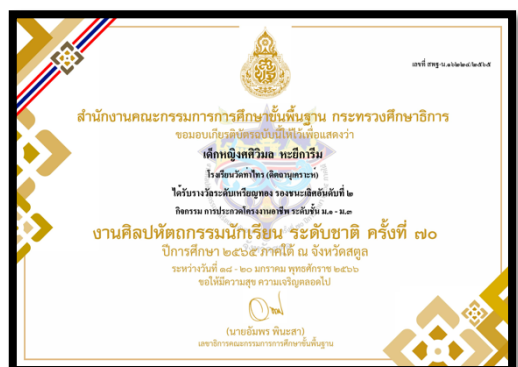 สำนักงานคณะกรรมการการศึกษาขั้นพื้นฐาน กระทรวงศึกษาธิการ
ขอมอบเกียรติบัตรฉบับนี้ให้ไว้เพื่อแสดงว่า
เด็กหญิงศศิวิมล หะยีการีม
โรงเรียนวัดท่าไทร (ดิตถานุเคราะห์)
ได้รับรางวัลระดับเหรียญทอง รองชนะเลิศอันดับที่ ๒
กิจกรรม การประกวดโครงงานอาชีพ ระดับชั้น ม.๑ - ม.๓
งานศิลปหัตถกรรมนักเรียน ระดับชาติ ครั้งที่ ๗๐
ปีการศึกษา ๒๕๖๕ ภาคใต้ ณ จังหวัดสตูล
ระหว่างวันที่ ๑๘ - ๒๐ มกราคม พุทธศักราช ๒๕๖๖
ขอให้มีความสุข ความเจริญตลอดไป
(นายอัมพร พินะสา)
เลขาธิการคณะกรรมการการศึกษาขั้นพื้นฐาน